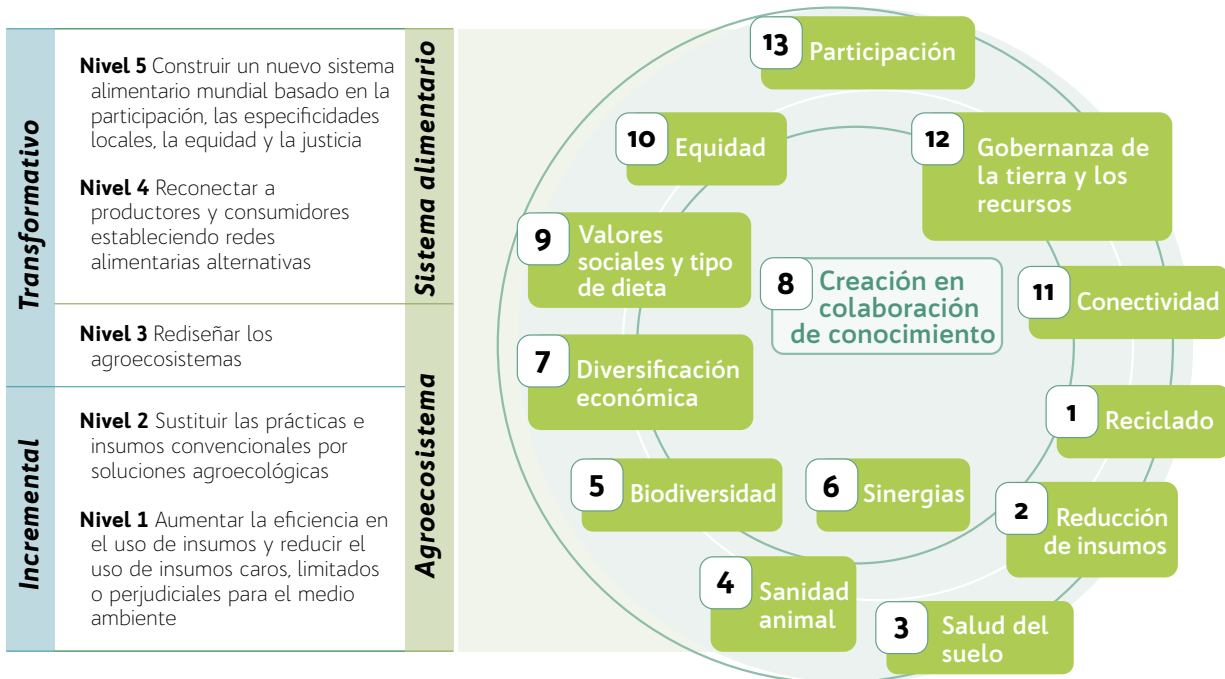 Transformativo
Incremental
Nivel 5 Construir un nuevo sistema
alimentario mundial basado en la
participación, las especificidades
locales, la equidad y la justicia
Nivel 4 Reconectar a
productores y consumidores
estableciendo redes
alimentarias alternativas
Nivel 3 Rediseñar los
agroecosistemas
Nivel 2 Sustituir las prácticas e
insumos convencionales por
soluciones agroecológicas
Nivel 1 Aumentar la eficiencia en
el uso de insumos y reducir el
uso de insumos caros, limitados
o perjudiciales para el medio
ambiente
Sistema alimentario
Agroecosistema
13 Participación
10 Equidad
12 Gobernanza de
la tierra y los
recursos
9 Valores
sociales y tipo
de dieta
8 Creación en
colaboración
de conocimiento
11 Conectividad
7 Diversificación
económica
1 Reciclado
5 Biodiversidad
6 Sinergias
2 Reducción
de insumos
4 Sanidad
animal
3 Salud del
suelo